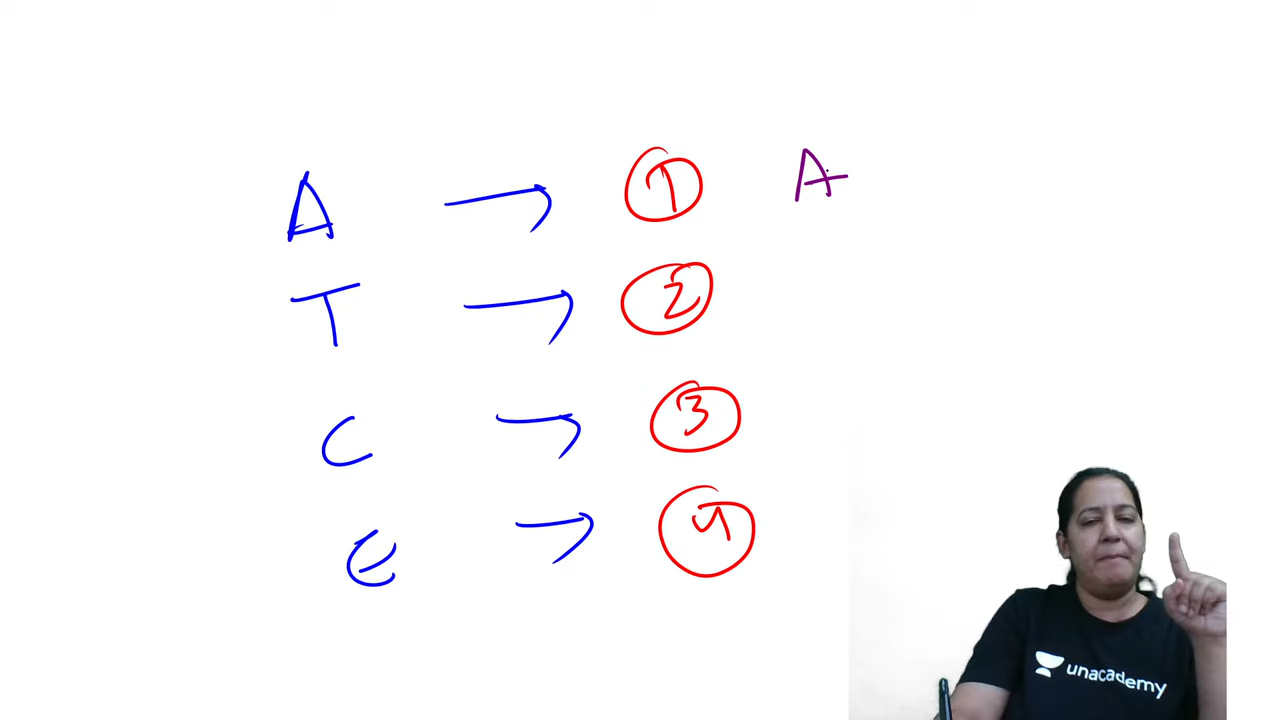 A → 1 A
T → 2
C → 3
G → 4
unacademy